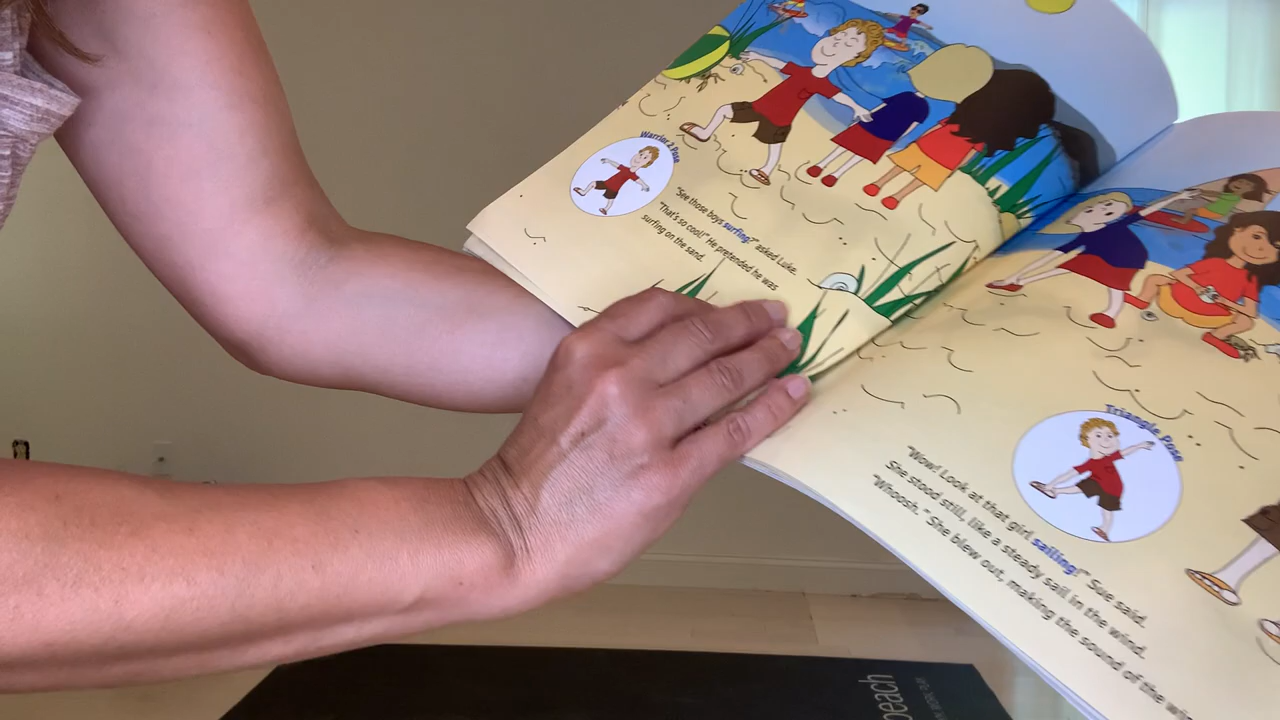 Warrior 2 Pose
"See those boys surfing?" asked Luke.
"That's so cool!" He pretended he was
surfing on the sand.
Triangle Pose
"Wow! Look at that girl sailing!" Sue said.
She stood still, like a steady sail in the wind.
"Whoosh." She blew out, making the sound of the
beach